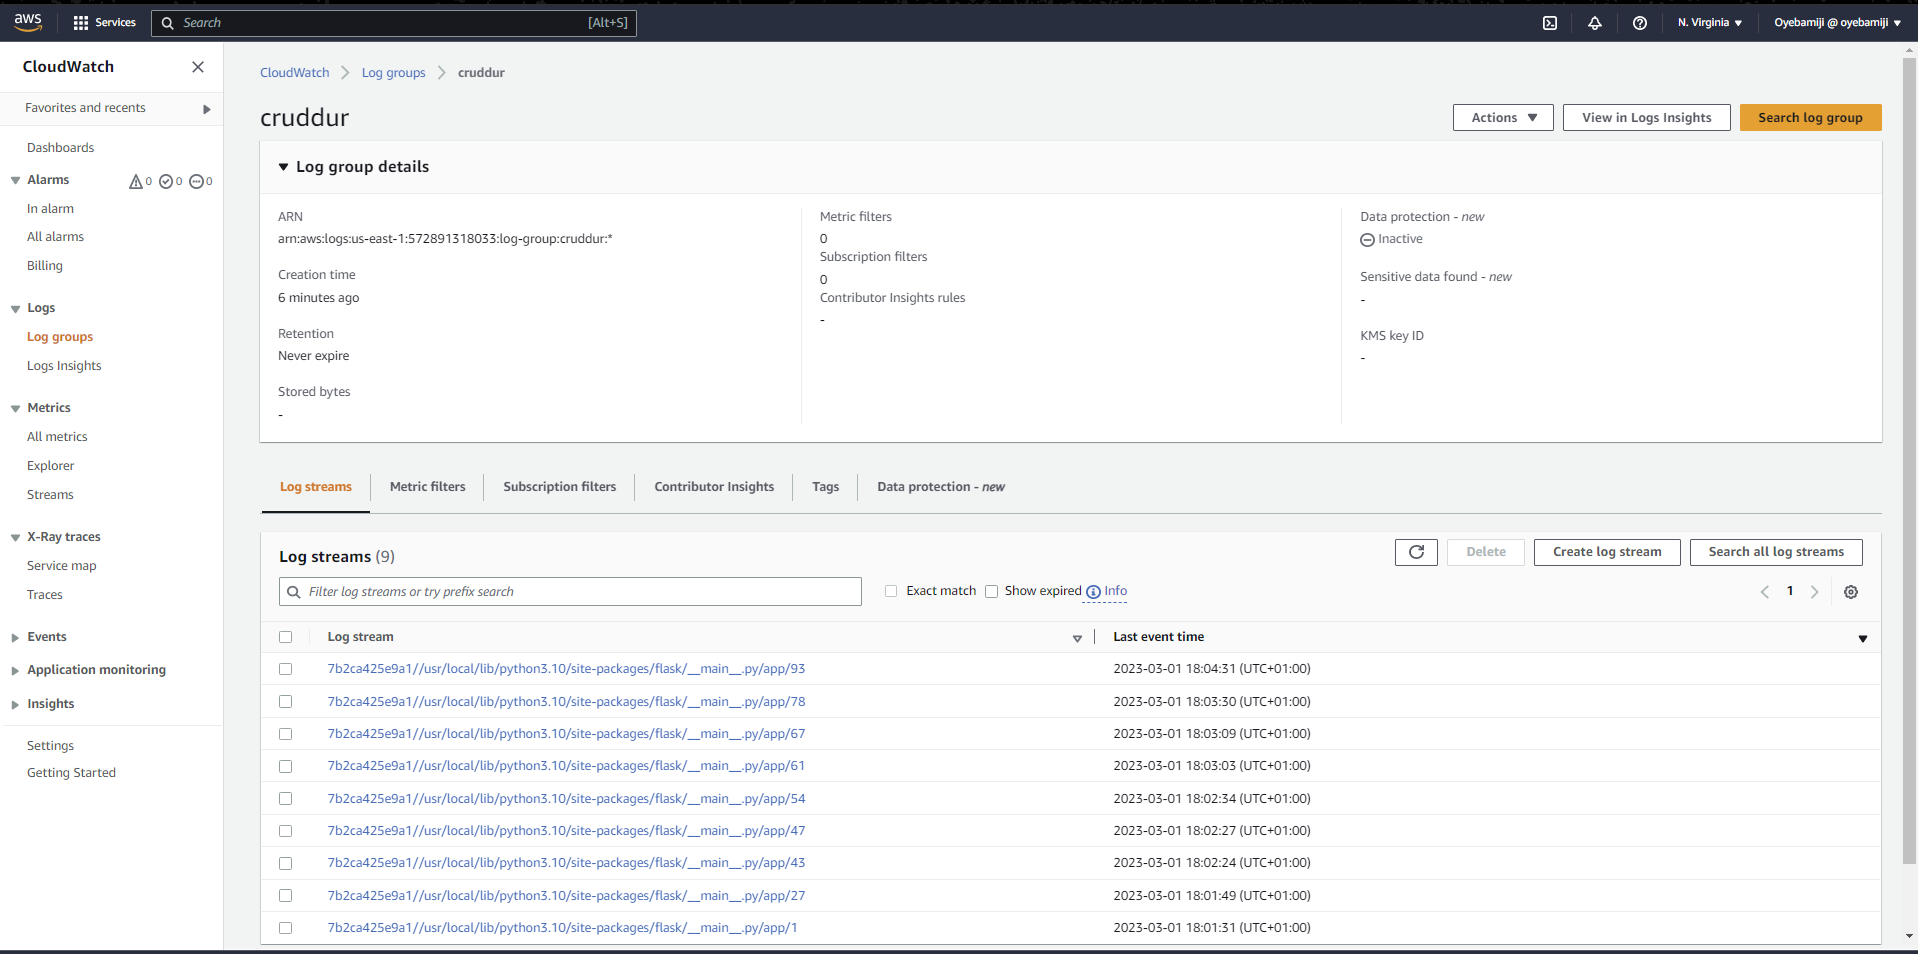 aws
Services
Search
[Alt+S]
N. Virginia
Oyebamiji @ oyebamiji
CloudWatch
Favorites and recents
Dashboards
Alarms
0
0
0
In alarm
All alarms
Billing
Logs
Log groups
Logs Insights
Metrics
All metrics
Explorer
Streams
X-Ray traces
Service map
Traces
Events
Application monitoring
Insights
Settings
Getting Started
CloudWatch
Log groups
cruddur
cruddur
Actions
View in Logs Insights
Search log group
Log group details
ARN
arn:aws:logs:us-east-1:572891318033:log-group:cruddur:*
Creation time
6 minutes ago
Retention
Never expire
Stored bytes
-
Metric filters
0
Subscription filters
0
Contributor Insights rules
-
Data protection - new
Inactive
Sensitive data found - new
-
KMS key ID
-
Log streams
Metric filters
Subscription filters
Contributor Insights
Tags
Data protection - new
Log streams (9)
Delete
Create log stream
Search all log streams
Filter log streams or try prefix search
Exact match
Show expired
Info
1
Log stream
Last event time
7b2ca425e9a1//usr/local/lib/python3.10/site-packages/flask/__main__.py/app/93
2023-03-01 18:04:31 (UTC+01:00)
7b2ca425e9a1//usr/local/lib/python3.10/site-packages/flask/__main__.py/app/78
2023-03-01 18:03:30 (UTC+01:00)
7b2ca425e9a1//usr/local/lib/python3.10/site-packages/flask/__main__.py/app/67
2023-03-01 18:03:09 (UTC+01:00)
7b2ca425e9a1//usr/local/lib/python3.10/site-packages/flask/__main__.py/app/61
2023-03-01 18:03:03 (UTC+01:00)
7b2ca425e9a1//usr/local/lib/python3.10/site-packages/flask/__main__.py/app/54
2023-03-01 18:02:34 (UTC+01:00)
7b2ca425e9a1//usr/local/lib/python3.10/site-packages/flask/__main__.py/app/47
2023-03-01 18:02:27 (UTC+01:00)
7b2ca425e9a1//usr/local/lib/python3.10/site-packages/flask/__main__.py/app/43
2023-03-01 18:02:24 (UTC+01:00)
7b2ca425e9a1//usr/local/lib/python3.10/site-packages/flask/__main__.py/app/27
2023-03-01 18:01:49 (UTC+01:00)
7b2ca425e9a1//usr/local/lib/python3.10/site-packages/flask/__main__.py/app/1
2023-03-01 18:01:31 (UTC+01:00)